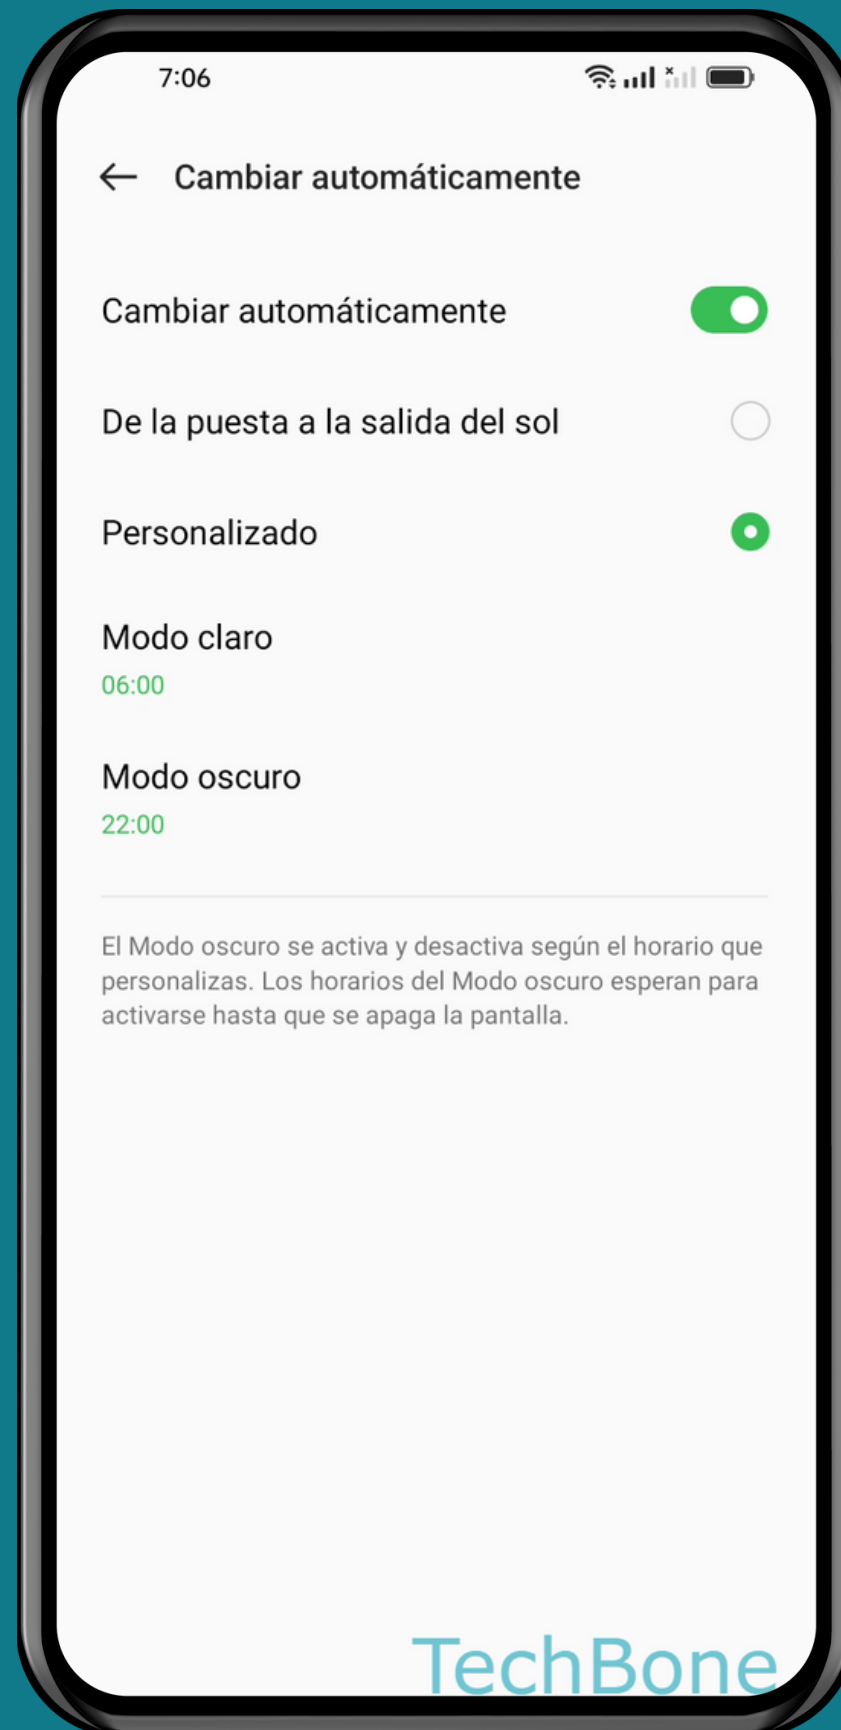 7:06
Cambiar automáticamente
Cambiar automáticamente
De la puesta a la salida del sol
Personalizado
Modo claro
06:00
Modo oscuro
22:00
El Modo oscuro se activa y desactiva según el horario que
personalizas. Los horarios del Modo oscuro esperan para
activarse hasta que se apaga la pantalla.
TechBone